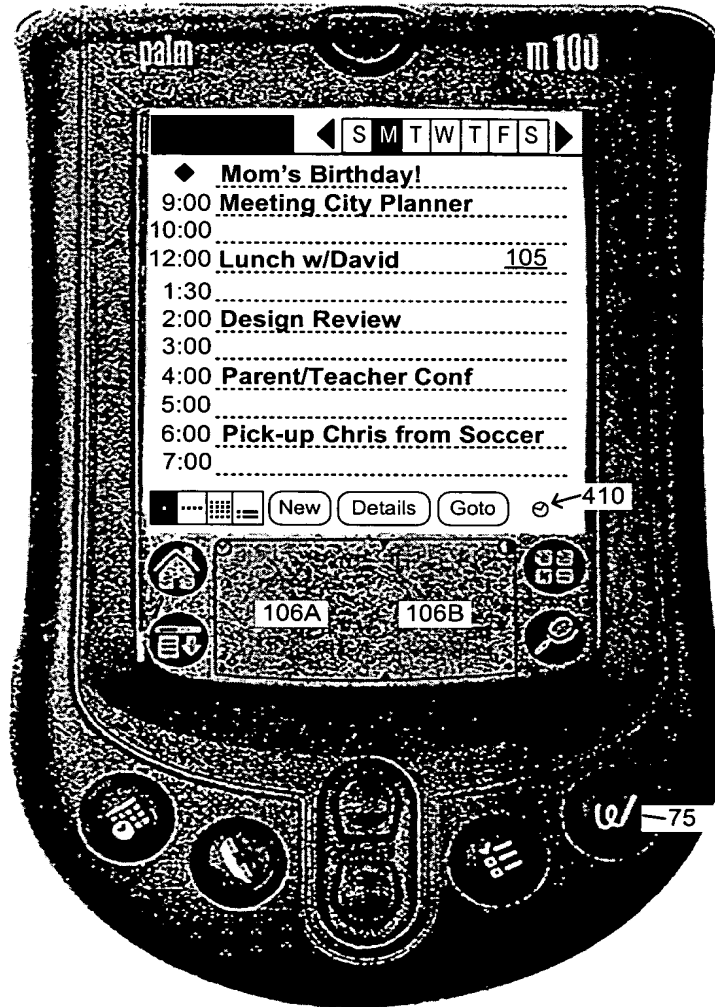 palm m100
S M T W T F S
◆ Mom's Birthday!
9:00 Meeting City Planner
10:00
12:00 Lunch w/David 105
1:30
2:00 Design Review
3:00
4:00 Parent/Teacher Conf
5:00
6:00 Pick-up Chris from Soccer
7:00
New Details Goto 410
106A 106B
75